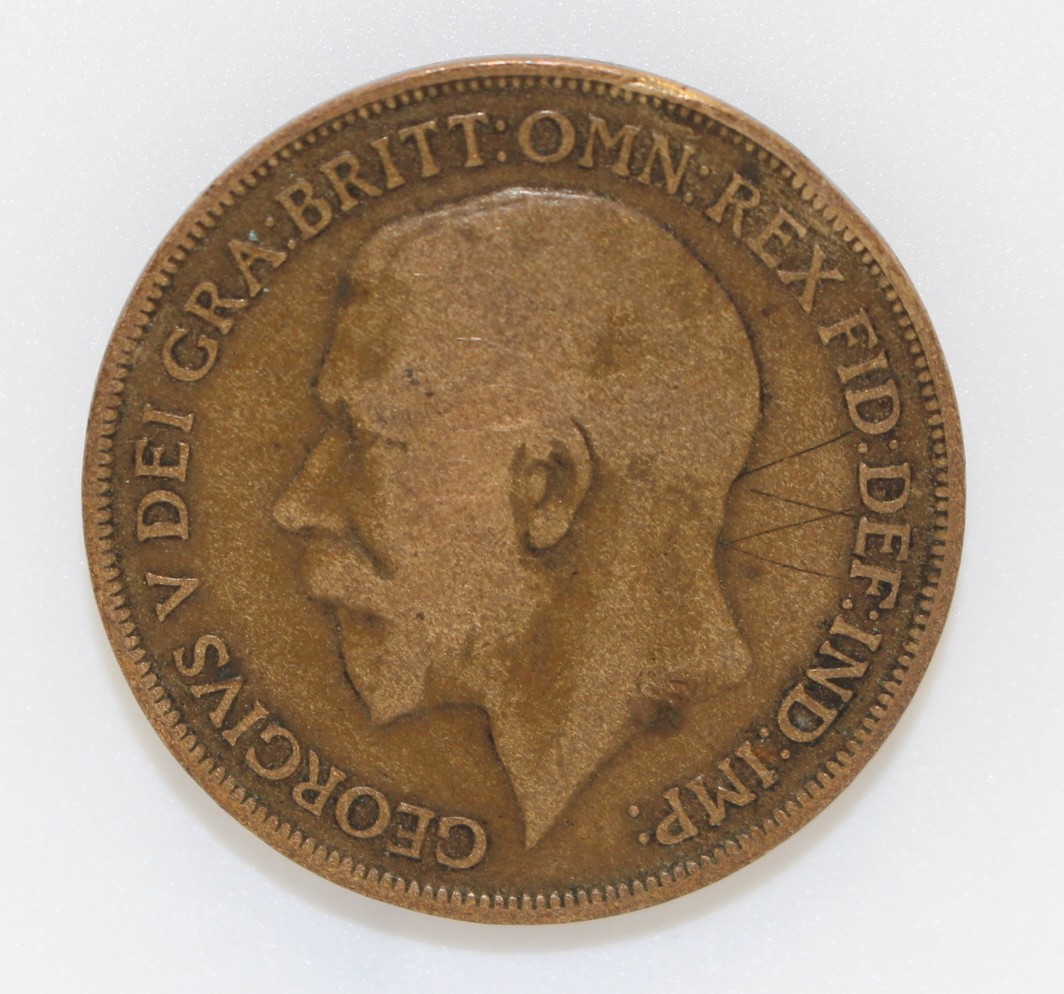 GEORGIVS V DEI GRA: BRITT: OMN: REX FID: DEF: IND: IMP: